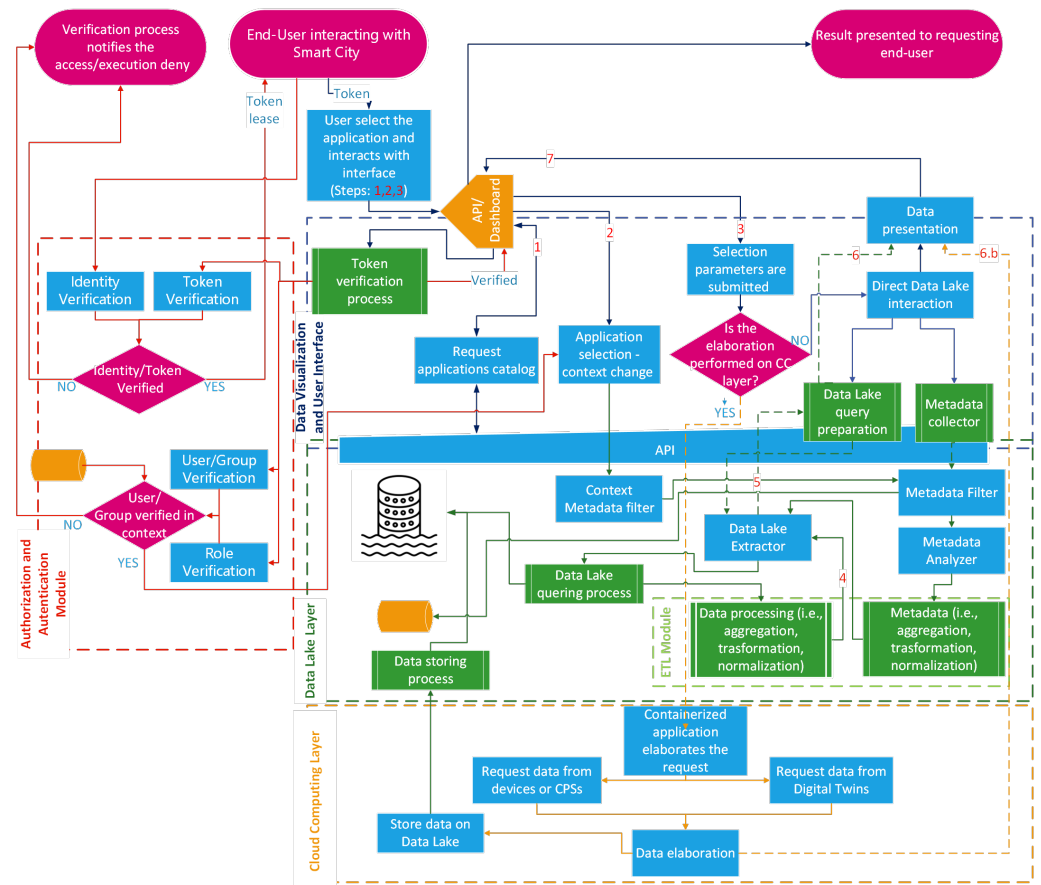 Verification process
notifies the
access/execution deny
End-User interacting with
Smart City
Result presented to requesting
end-user
Token
lease
Token
User select the
application and
interacts with
interface
(Steps: 1,2,3)
API/
Dashboard
7
1
2
3
Data
presentation
6
6.b
Identity
Verification
Token
Verification
Token
verification
process
Verified
Selection
parameters are
submitted
Direct Data Lake
interaction
Identity/Token
Verified
NO
YES
Data Visualization
and User Interface
Request
applications catalog
Application
selection -
context change
Is the
elaboration
performed on CC
layer?
NO
YES
Data Lake
query
preparation
Metadata
collector
API
User/Group
Verification
User/
Group verified in
context
NO
YES
Role
Verification
Authorization and
Autentication
Module
Context
Metadata filter
5
Metadata Filter
Data Lake
Extractor
Metadata
Analyzer
Data Lake
quering process
4
Data processing (i.e.,
aggregation,
trasformation,
normalization)
Metadata (i.e.,
aggregation,
trasformation,
normalization)
ETL Module
Data Lake Layer
Data storing
process
Containerized
application
elaborates the
request
Request data from
devices or CPSs
Request data from
Digital Twins
Store data on
Data Lake
Data elaboration
Cloud Computing Layer